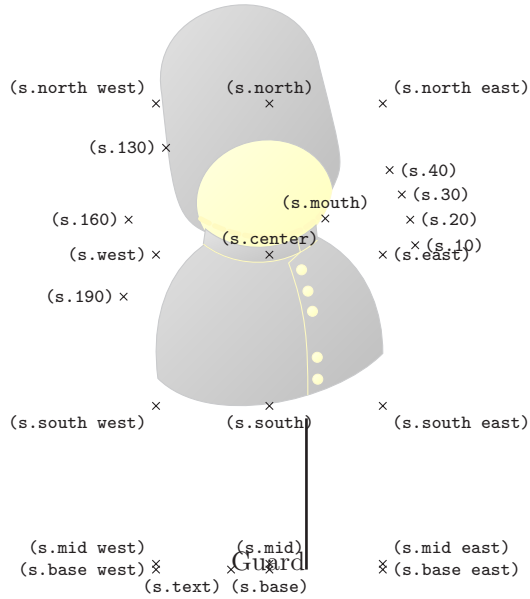 (s.north west) (s.north) (s.north east)
(s.130)
(s.40)
(s.30)
(s.mouth)
(s.160) (s.20)
(s.center)
(s.10)
(s.west) (s.east)
(s.190)
(s.south west) (s.south) (s.south east)
(s.mid west) (s.mid) (s.mid east)
Guard
(s.base west) (s.base east)
(s.text) (s.base)